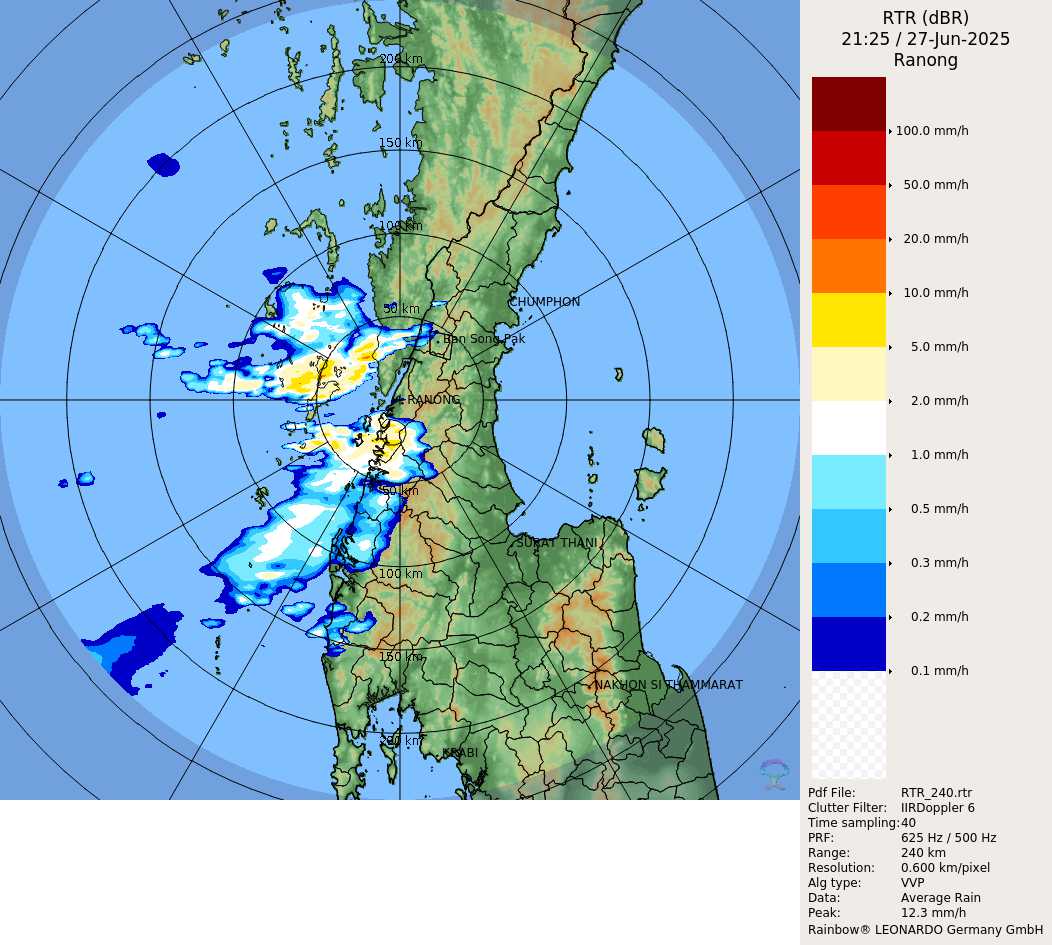 RTR (dBR)
21:25 / 27-Jun-2025
Ranong
200 km
150 km
100 km
50 km
CHUMPHON
Ban Song Pak
RANONG
50 km
SURAT THANI
100 km
150 km
NAKHON SI THAMMARAT
200 km
KRABI
100.0 mm/h
50.0 mm/h
20.0 mm/h
10.0 mm/h
5.0 mm/h
2.0 mm/h
1.0 mm/h
0.5 mm/h
0.3 mm/h
0.2 mm/h
0.1 mm/h
Pdf File: RTR_240.rtr
Clutter Filter: IIRDoppler 6
Time sampling: 40
PRF: 625 Hz / 500 Hz
Range: 240 km
Resolution: 0.600 km/pixel
Alg type: VVP
Data: Average Rain
Peak: 12.3 mm/h
Rainbow® LEONARDO Germany GmbH